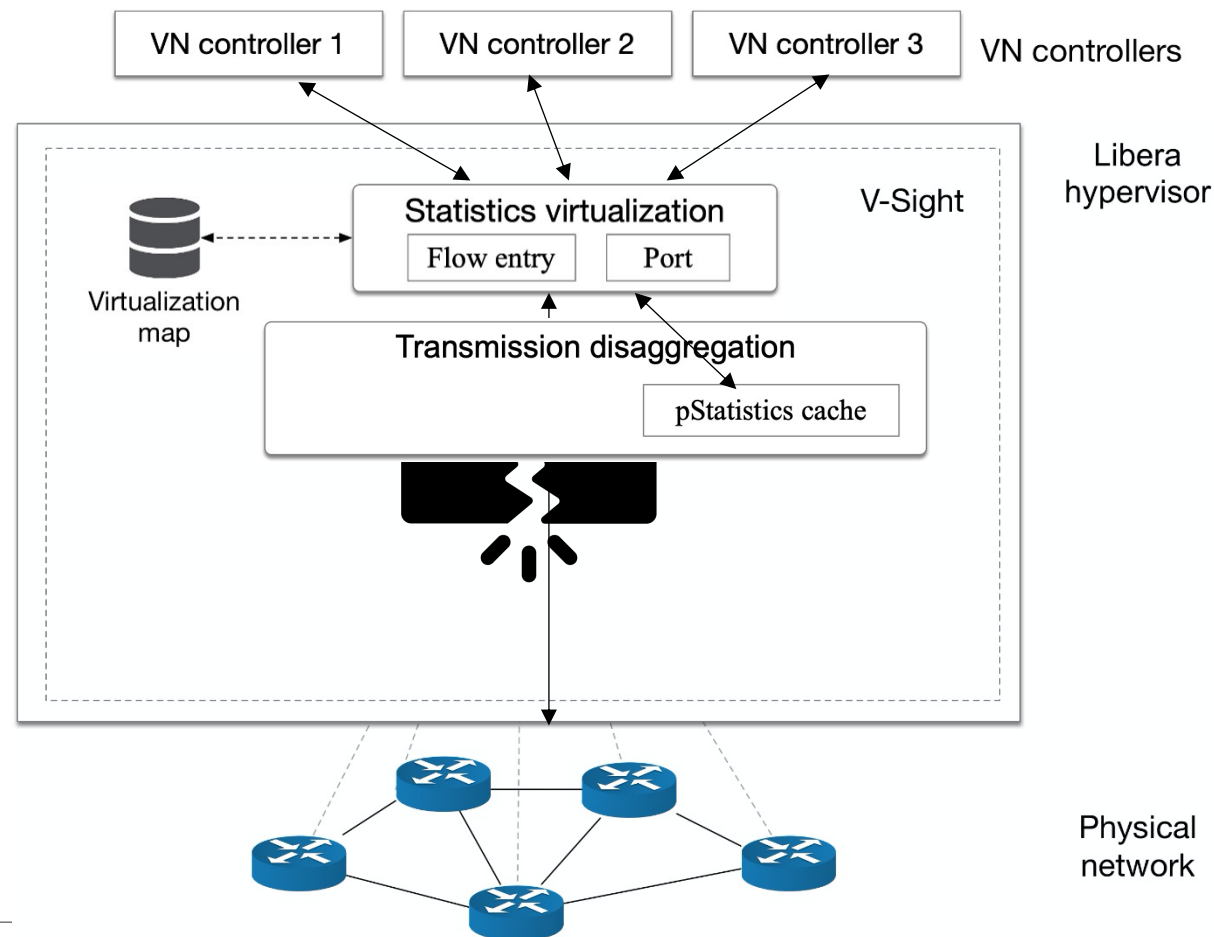 VN controller 1
VN controller 2
VN controller 3
VN controllers
Libera
hypervisor
V-Sight
Statistics virtualization
Flow entry
Port
Virtualization
map
Transmission disaggregation
pStatistics cache
Physical
network